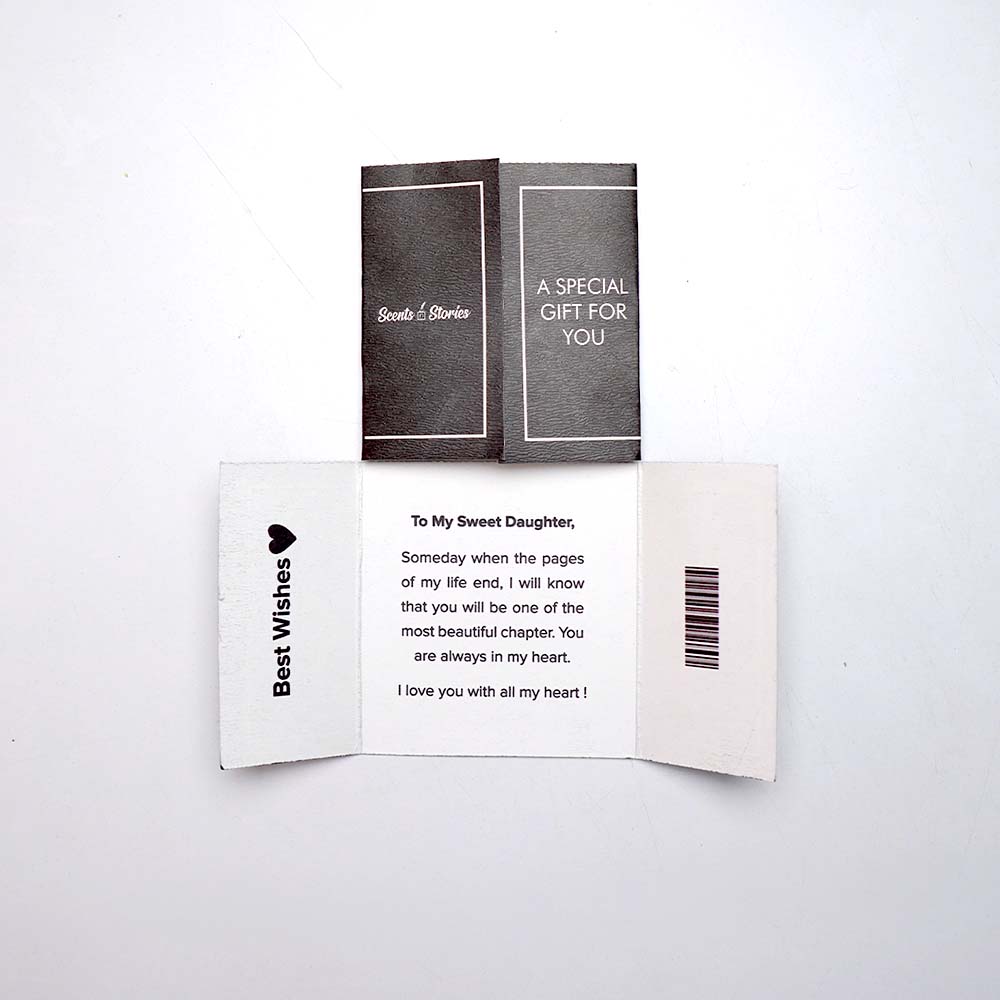 Scents Stories
A SPECIAL
GIFT FOR
YOU
Best Wishes
To My Sweet Daughter,
Someday when the pages
of my life end, I will know
that you will be one of the
most beautiful chapter. You
are always in my heart.
I love you with all my heart !